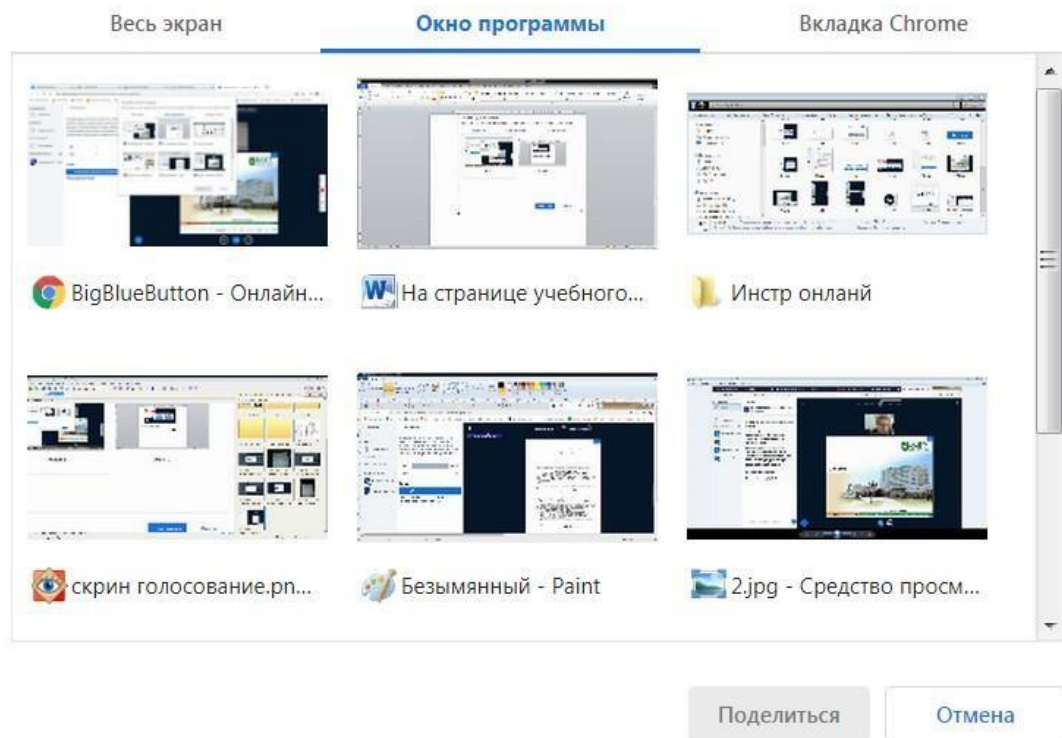 Весь экран
Окно программы
Вкладка Chrome
BigBlueButton - Онлайн...
На странице учебного...
Инстр онланй
скрин голосование.pn...
Безымянный - Paint
2.jpg - Средство просм...
Поделиться
Отмена